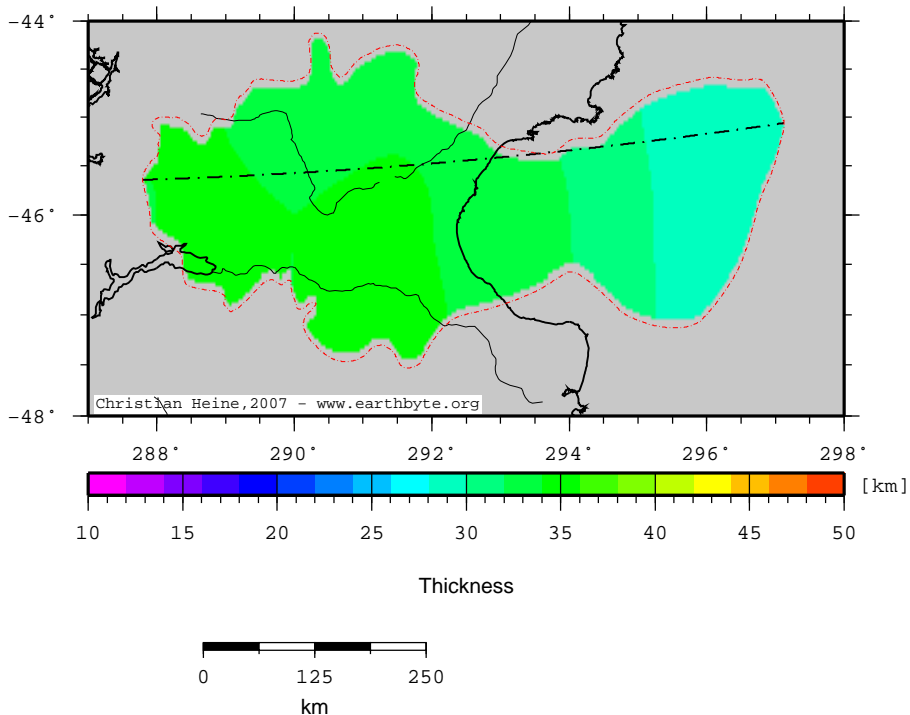 -44°
-46°
-48°
Christian Heine,2007 - www.earthbyte.org
288° 290° 292° 294° 296° 298°
[km]
10 15 20 25 30 35 40 45 50
Thickness
0 125 250
km